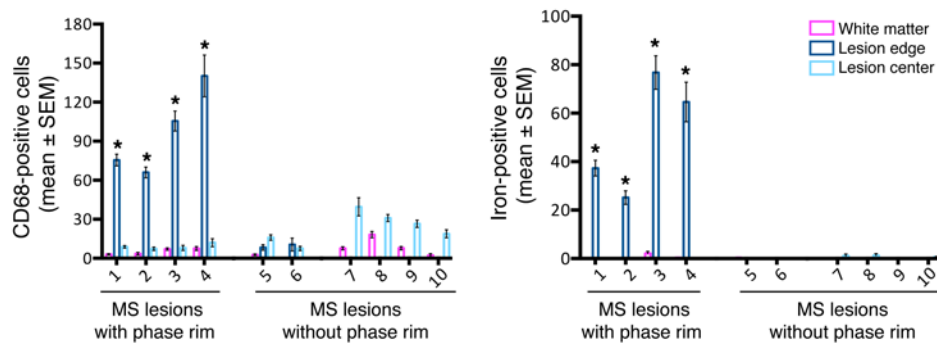 CD68-positive cells
(mean ± SEM)
180
150
120
90
60
30
0
* * * *
1 2 3 4 5 6 7 8 9 10
MS lesions
with phase rim
MS lesions
without phase rim
Iron-positive cells
(mean ± SEM)
100
80
60
40
20
0
* * * *
1 2 3 4 5 6 7 8 9 10
MS lesions
with phase rim
MS lesions
without phase rim
White matter
Lesion edge
Lesion center